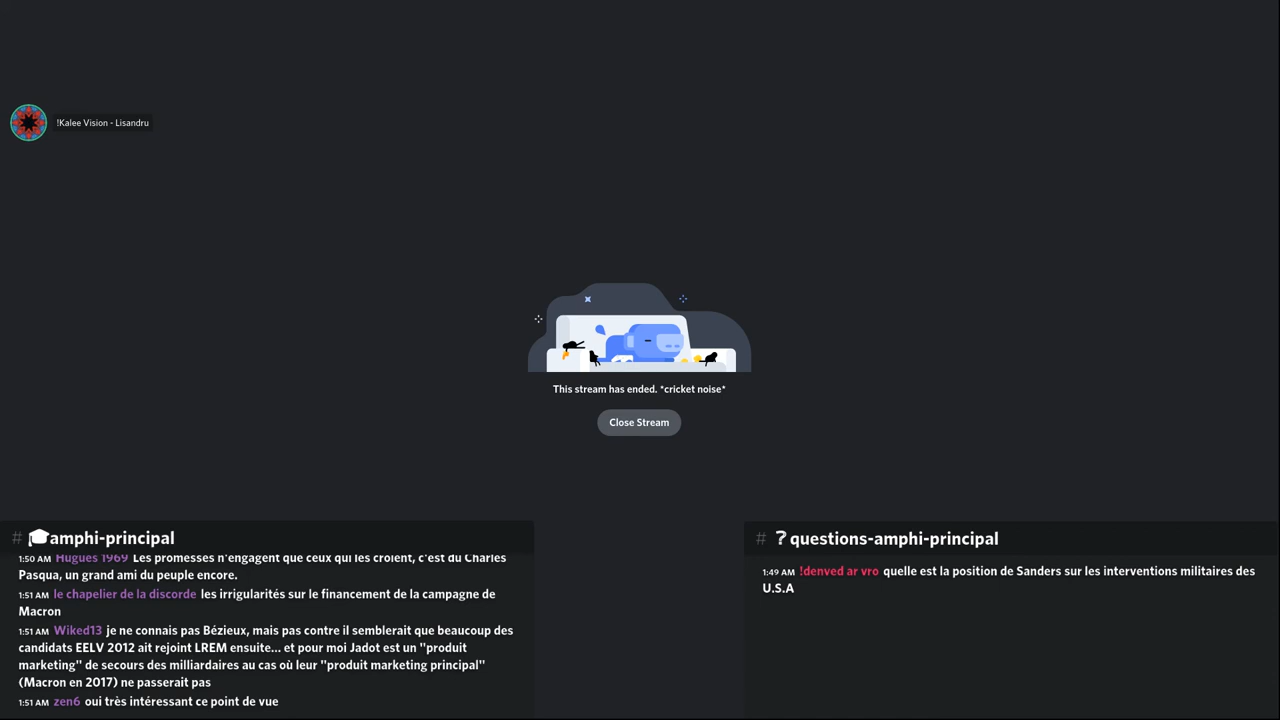 !Kalee Vision - Lisandru
This stream has ended. *cricket noise*
Close Stream
# 🎓amphi-principal
1:50 AM Hugues 1969 Les promesses n'engagent que ceux qui les croient, c'est du Charles
Pasqua, un grand ami du peuple encore.
1:51 AM le chapelier de la discorde les irrigularités sur le financement de la campagne de
Macron
1:51 AM Wiked13 je ne connais pas Bézieux, mais pas contre il semblerait que beaucoup des
candidats EELV 2012 ait rejoint LREM ensuite... et pour moi Jadot est un "produit
marketing" de secours des milliardaires au cas où leur "produit marketing principal"
(Macron en 2017) ne passerait pas
1:51 AM zen6 oui très intéressant ce point de vue
# ❔questions-amphi-principal
1:49 AM !denved ar vro quelle est la position de Sanders sur les interventions militaires des
U.S.A